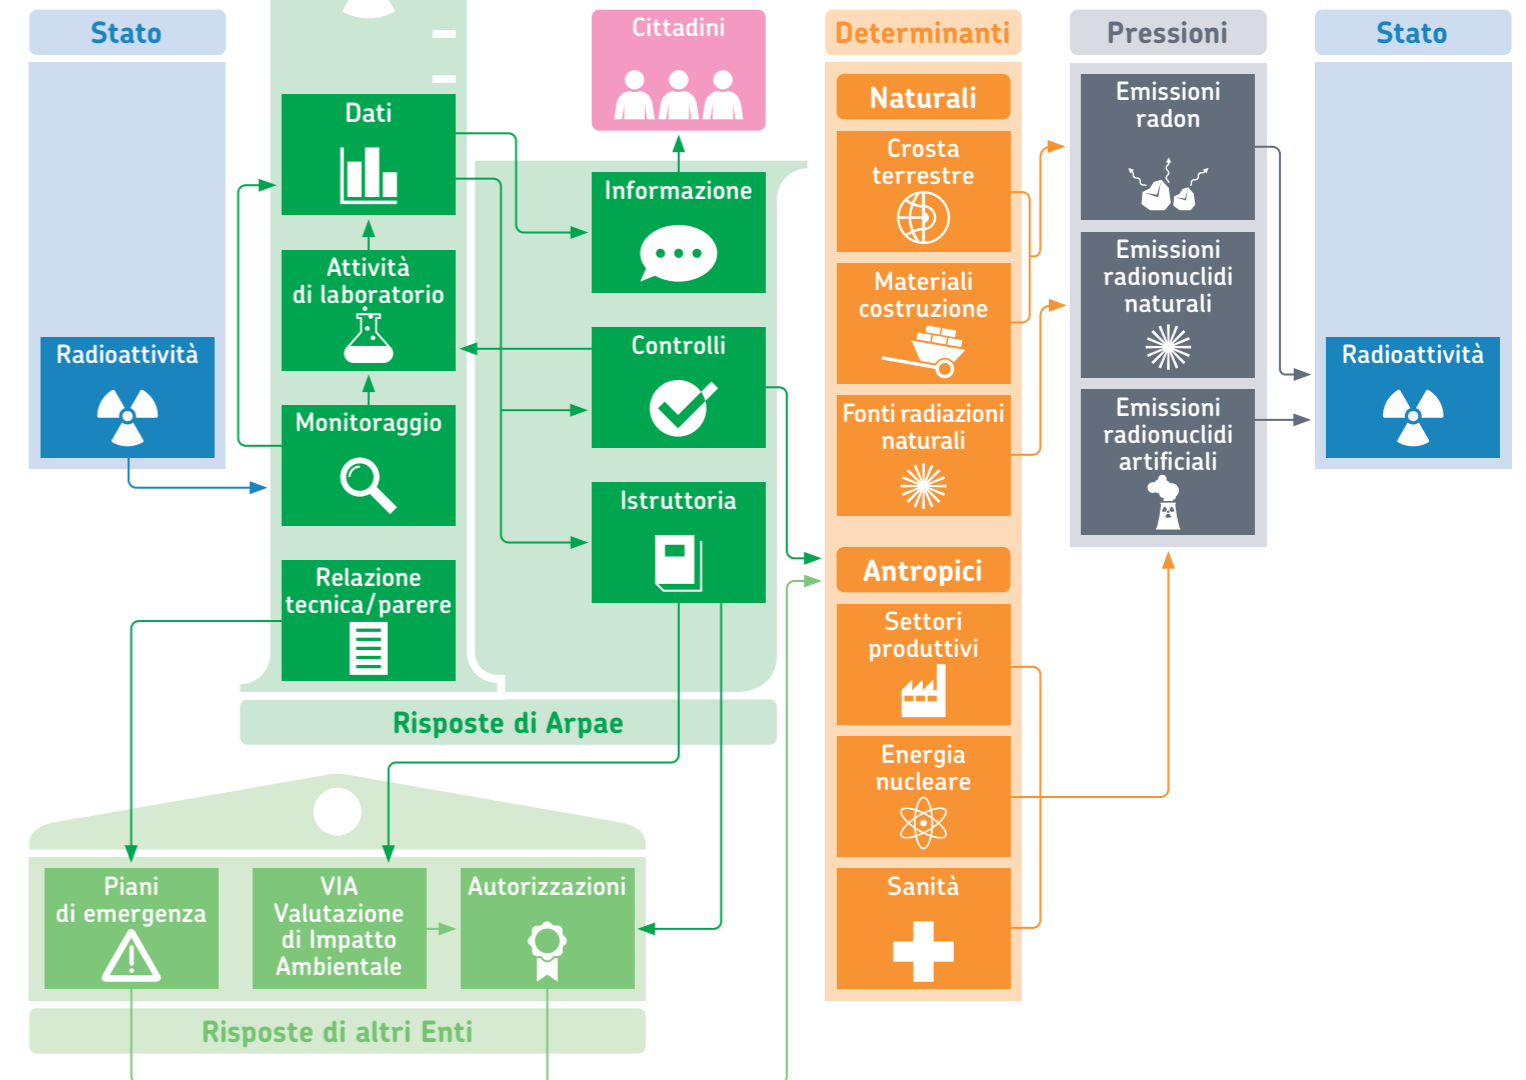 Stato
Radioattività
Dati
Attività
di laboratorio
Monitoraggio
Relazione
tecnica/parere
Cittadini
Informazione
Controlli
Istruttoria
Risposte di Arpae
Piani
di emergenza
VIA
Valutazione
di Impatto
Ambientale
Autorizzazioni
Risposte di altri Enti
Determinanti
Naturali
Crosta
terrestre
Materiali
costruzione
Fonti radiazioni
naturali
Antropici
Settori
produttivi
Energia
nucleare
Sanità
Pressioni
Emissioni
radon
Emissioni
radionuclidi
naturali
Emissioni
radionuclidi
artificiali
Stato
Radioattività